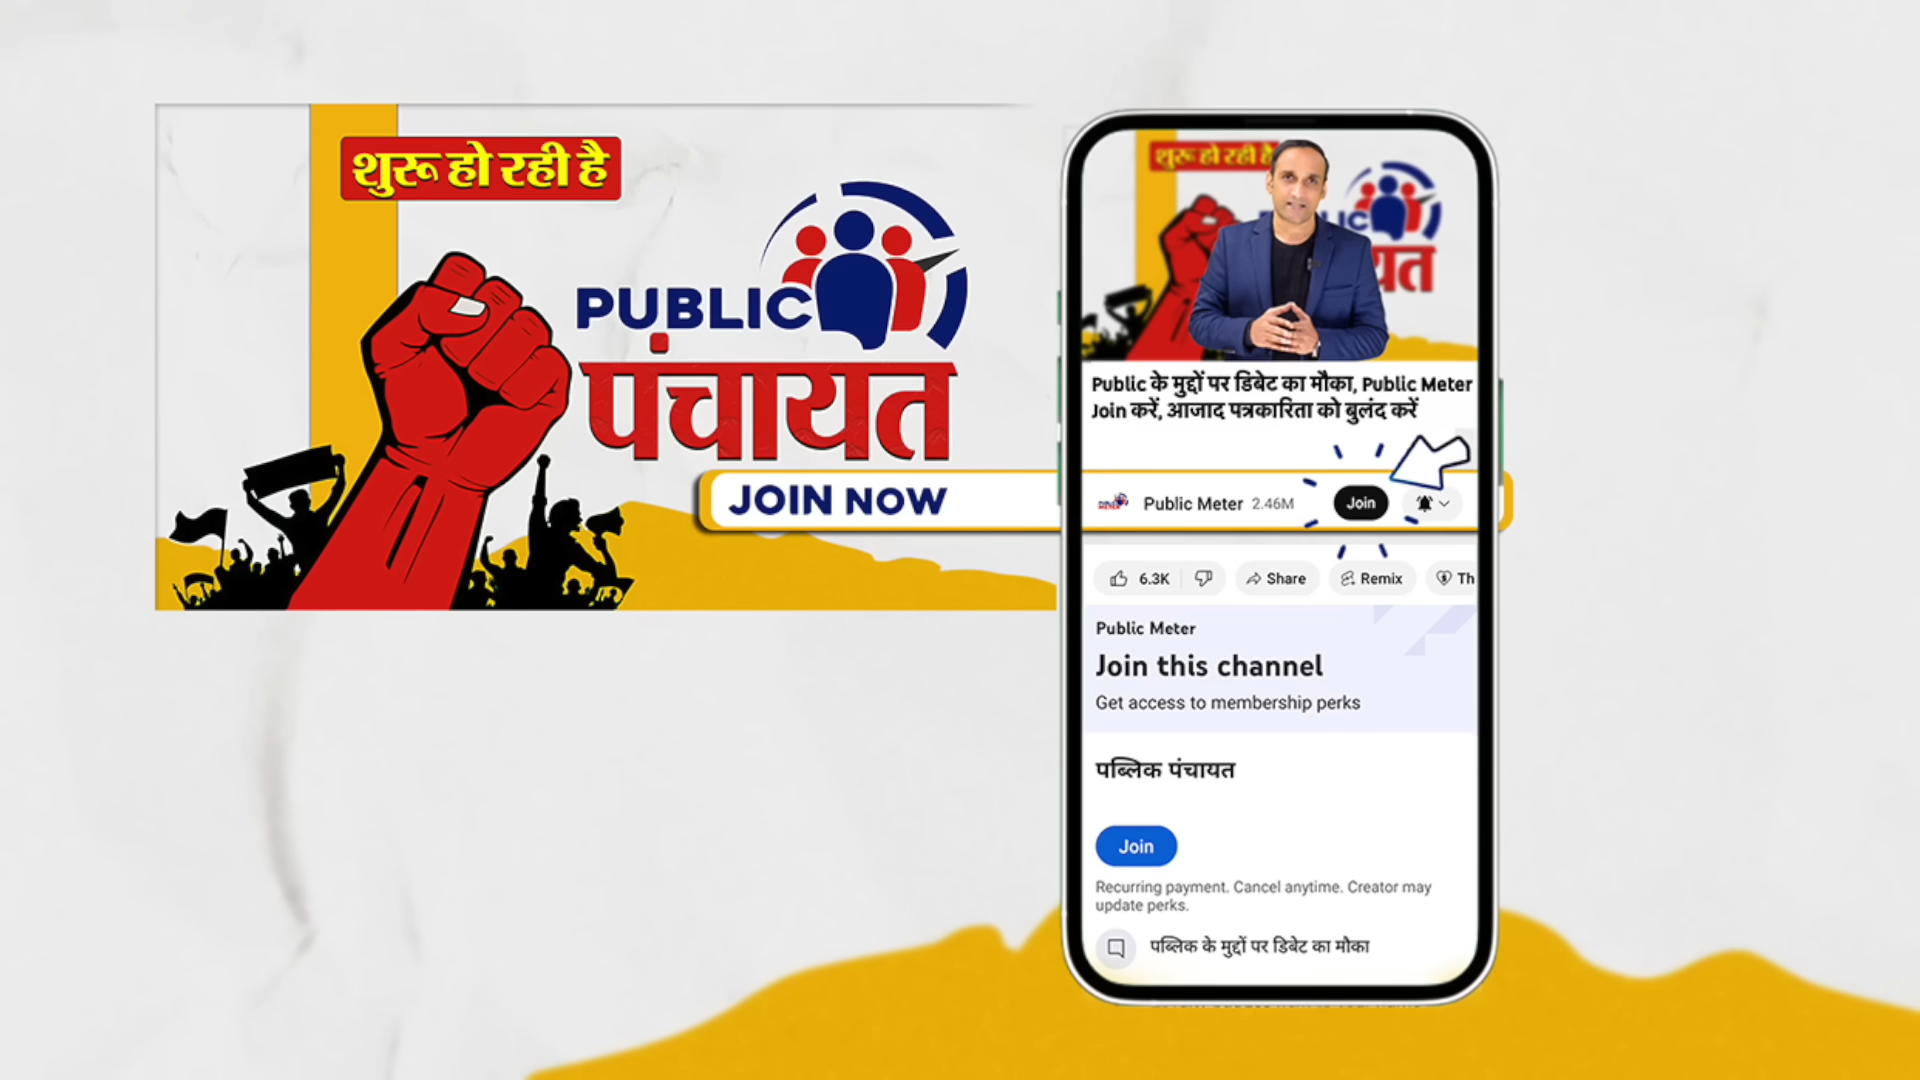 शुरू हो रही है
PUBLIC
पंचायत
JOIN NOW
शुरू हो रही है
Public के मुद्दों पर डिबेट का मौका, Public Meter
Join करें, आजाद पत्रकारिता को बुलंद करें
Public Meter 2.46M
Join
6.3K Share Remix Th
Public Meter
Join this channel
Get access to membership perks
पब्लिक पंचायत
Join
Recurring payment. Cancel anytime. Creator may
update perks.
पब्लिक के मुद्दों पर डिबेट का मौका